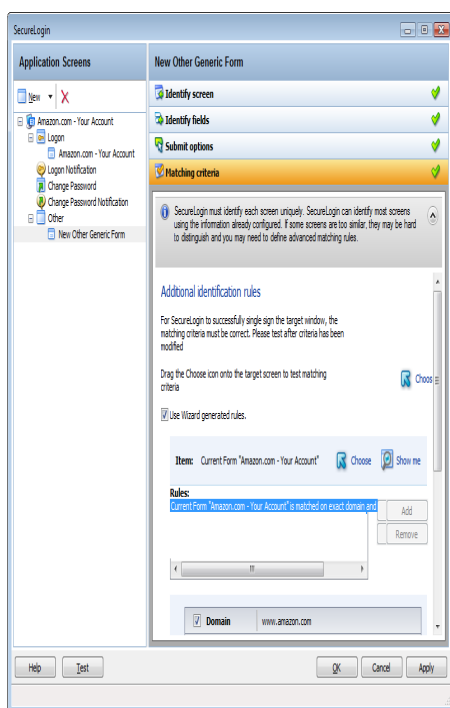 SecureLogin
Application Screens
New
Amazon.com - Your Account
Logon
Amazon.com - Your Account
Logon Notification
Change Password
Change Password Notification
Other
New Other Generic Form
New Other Generic Form
Identify screen
Identify fields
Submit options
Matching criteria
SecureLogin must identify each screen uniquely. SecureLogin can identify most screens
using the information already configured. If some screens are too similar, they may be hard
to distinguish and you may need to define advanced matching rules.
Additional identification rules
For SecureLogin to successfully single sign the target window, the
matching criteria must be correct. Please test after criteria has been
modified
Drag the Choose icon onto the target screen to test matching
criteria
Choos
Use Wizard generated rules.
Item: Current Form "Amazon.com - Your Account"
Choose
Show me
Rules:
Current Form "Amazon.com - Your Account" is matched on exact domain and
Add
Remove
Domain
www.amazon.com
Help
Test
OK
Cancel
Apply